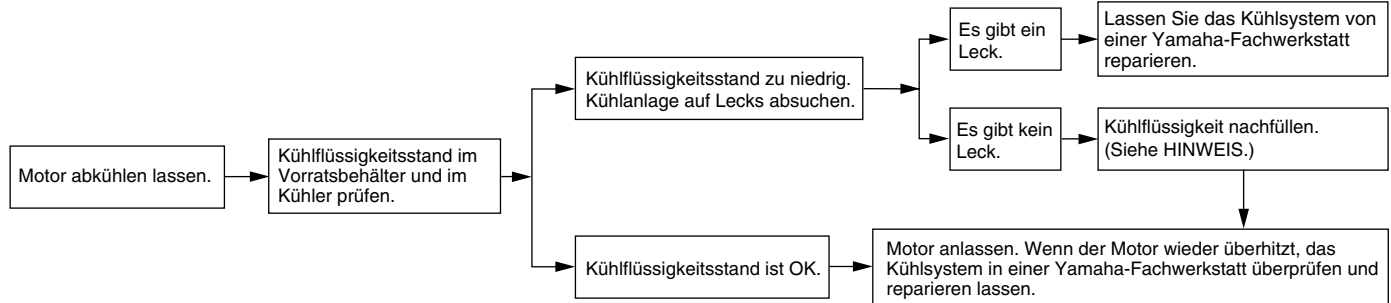 Motor abkühlen lassen.
Kühlflüssigkeitsstand im
Vorratsbehälter und im
Kühler prüfen.
Kühlflüssigkeitsstand zu niedrig.
Kühlanlage auf Lecks absuchen.
Es gibt ein
Leck.
Lassen Sie das Kühlsystem von
einer Yamaha-Fachwerkstatt
reparieren.
Es gibt kein
Leck.
Kühlflüssigkeit nachfüllen.
(Siehe HINWEIS.)
Kühlflüssigkeitsstand ist OK.
Motor anlassen. Wenn der Motor wieder überhitzt, das
Kühlsystem in einer Yamaha-Fachwerkstatt überprüfen und
reparieren lassen.